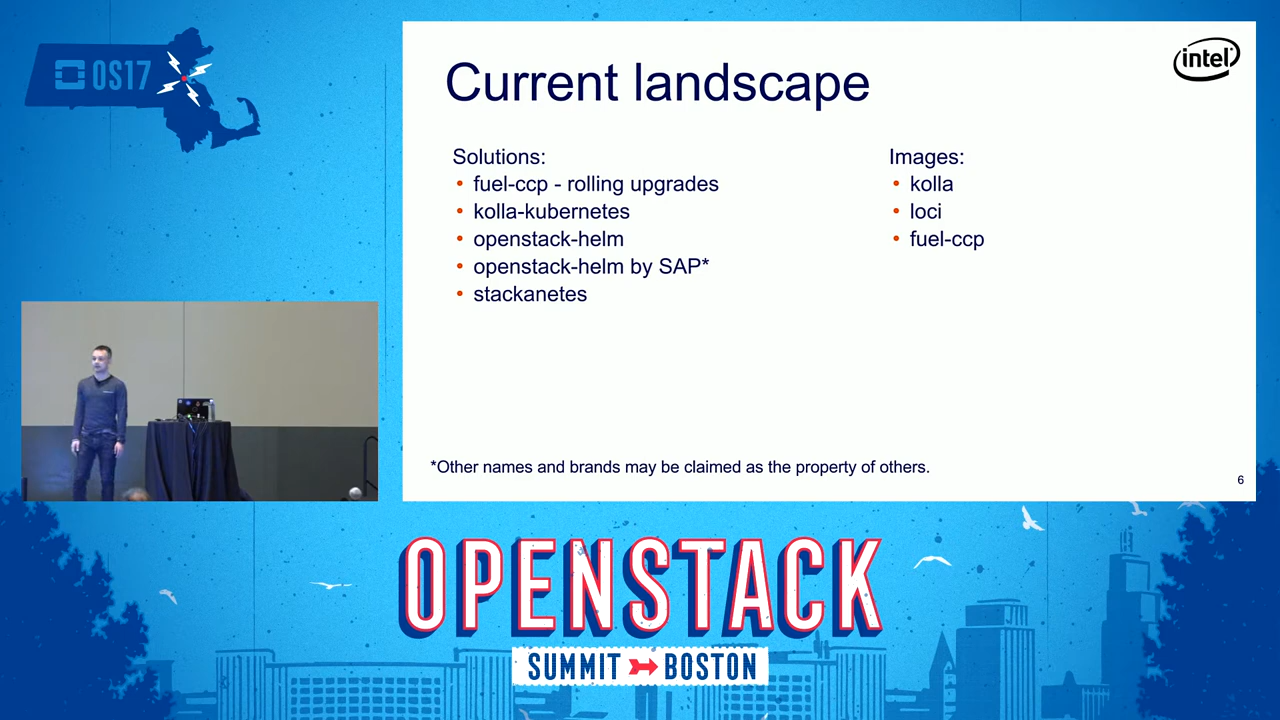 OS17
intel
Current landscape
Solutions:
• fuel-ccp - rolling upgrades
• kolla-kubernetes
• openstack-helm
• openstack-helm by SAP*
• stackanetes
Images:
• kolla
• loci
• fuel-ccp
*Other names and brands may be claimed as the property of others.
6
OPENSTACK
SUMMIT BOSTON